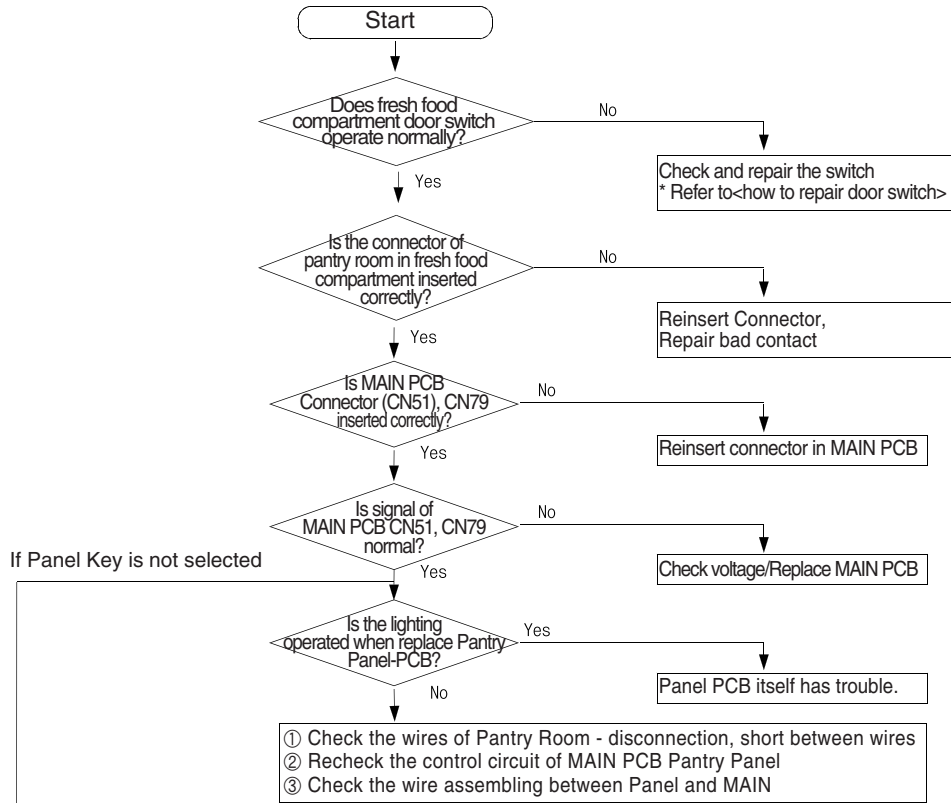 Start
Does fresh food
compartment door switch
operate normally?
No
Check and repair the switch
* Refer to<how to repair door switch>
Yes
Is the connector of
pantry room in fresh food
compartment inserted
correctly?
No
Reinsert Connector,
Repair bad contact
Yes
Is MAIN PCB
Connector (CN51), CN79
inserted correctly?
No
Reinsert connector in MAIN PCB
Yes
Is signal of
MAIN PCB CN51, CN79
normal?
No
Check voltage/Replace MAIN PCB
If Panel Key is not selected
Yes
Is the lighting
operated when replace Pantry
Panel-PCB?
Yes
Panel PCB itself has trouble.
No
① Check the wires of Pantry Room - disconnection, short between wires
② Recheck the control circuit of MAIN PCB Pantry Panel
③ Check the wire assembling between Panel and MAIN